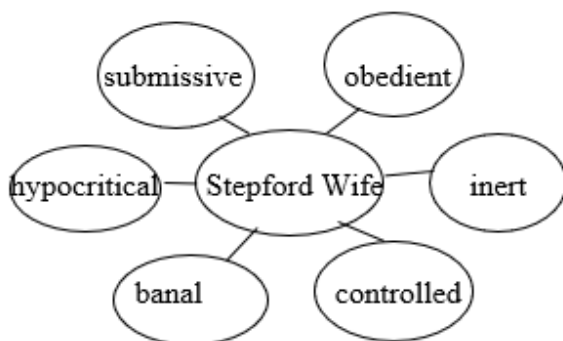 submissive
obedient
hypocritical
Stepford Wife
inert
banal
controlled